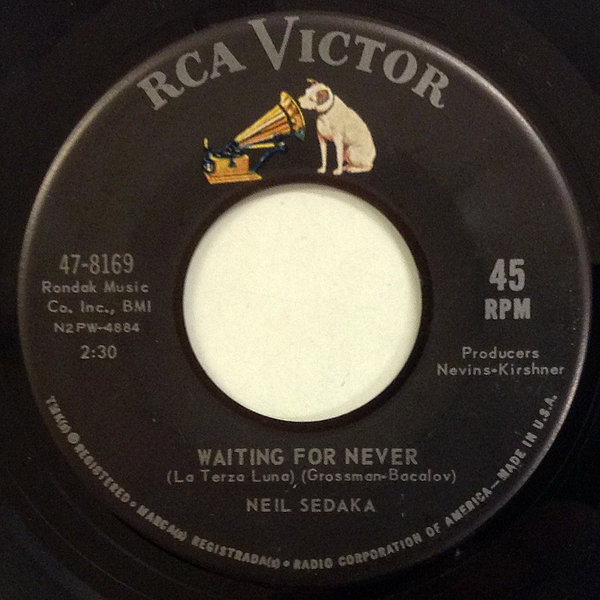 RCA VICTOR
47-8169
Rondak Music
Co. Inc., BMI
N2PW-4884
2:30
45
RPM
Producers
Nevins-Kirshner
WAITING FOR NEVER
(La Terza Luna) (Grossman-Bacalov)
NEIL SEDAKA
TMK(s) ® REGISTERED • MARCA(s) REGISTRADA(s) • RADIO CORPORATION OF AMERICA—MADE IN U.S.A.